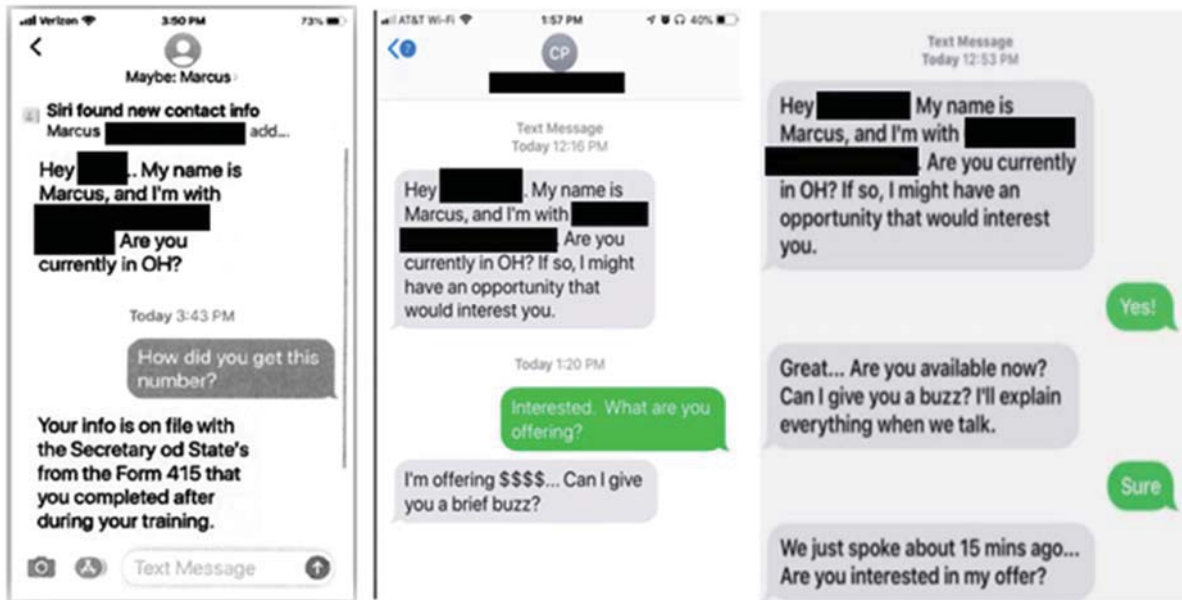 Verizon
3:50 PM
73%
Maybe: Marcus
Siri found new contact info
Marcus add...
Hey .. My name is
Marcus, and I'm with
Are you
currently in OH?
Today 3:43 PM
How did you get this
number?
Your info is on file with
the Secretary od State's
from the Form 415 that
you completed after
during your training.
Text Message
AT&T Wi-Fi
1:57 PM
40%
7
CP
Text Message
Today 12:16 PM
Hey . My name is
Marcus, and I'm with
. Are you
currently in OH? If so, I might
have an opportunity that
would interest you.
Today 1:20 PM
Interested. What are you
offering?
I'm offering $$$$... Can I give
you a brief buzz?
Text Message
Today 12:53 PM
Hey My name is
Marcus, and I'm with
. Are you currently
in OH? If so, I might have an
opportunity that would interest
you.
Yes!
Great... Are you available now?
Can I give you a buzz? I'll explain
everything when we talk.
Sure
We just spoke about 15 mins ago...
Are you interested in my offer?